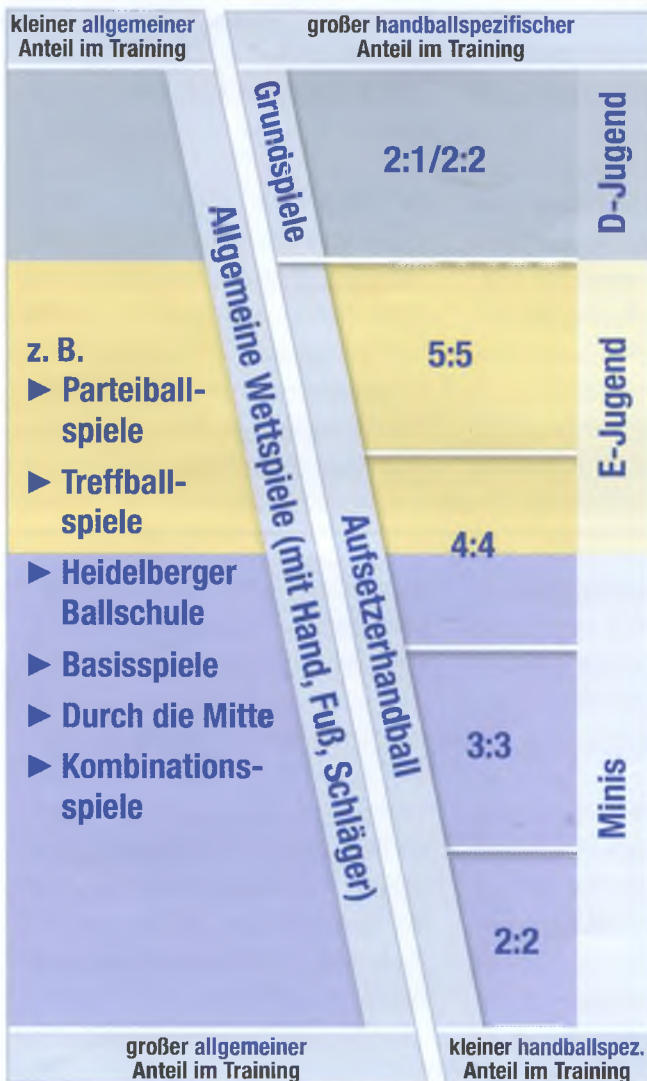 kleiner allgemeiner
Anteil im Training
großer handballspezifischer
Anteil im Training
Grundspiele
2:1/2:2
D-Jugend
Allgemeine Wettspiele (mit Hand, Fuß, Schläger)
z. B.
► Parteiball-
spiele
► Treffball-
spiele
► Heidelberger
Ballschule
► Basisspiele
► Durch die Mitte
► Kombinations-
spiele
Aufsetzerhandball
5:5
E-Jugend
4:4
3:3
Minis
2:2
großer allgemeiner
Anteil im Training
kleiner handballspez.
Anteil im Training